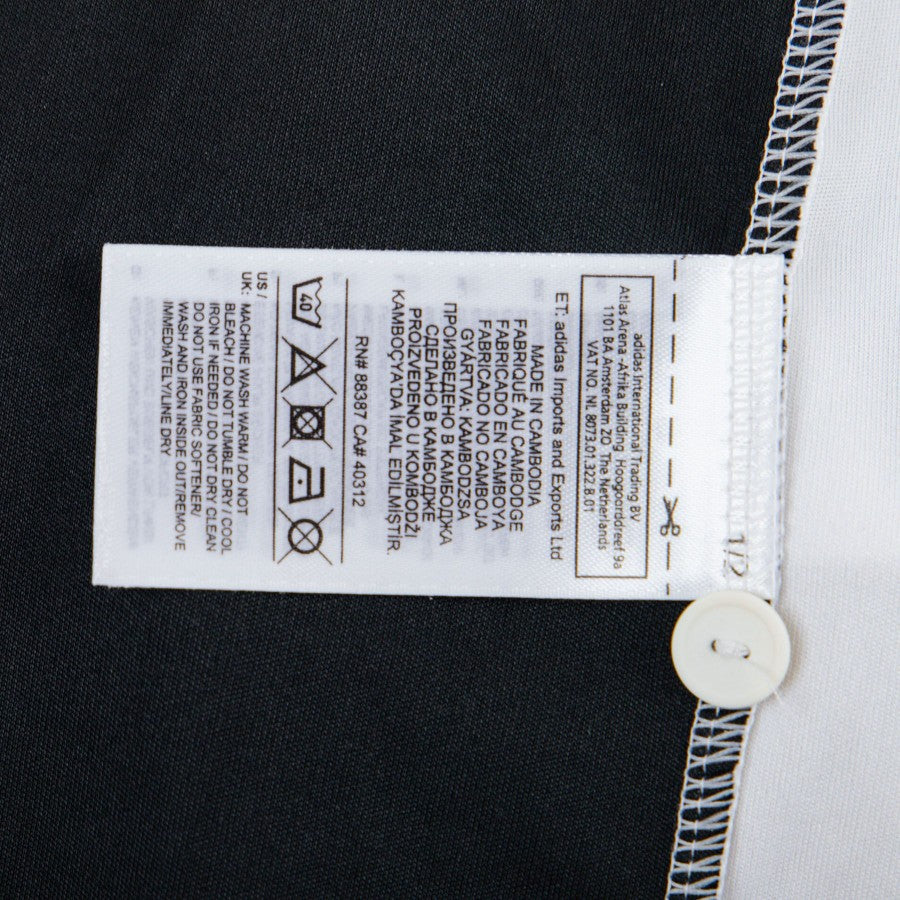 1/2
adidas International Trading BV
Atlas Arena -Afrika Building Hoogoorddreef 9a
1101 BA Amsterdam ZO The Netherlands
VAT NO. NL 8073.01.322.B.01
ET: adidas Imports and Exports Ltd
MADE IN CAMBODIA
FABRIQUÉ AU CAMBODGE
FABRICADO EN CAMBOYA
FABRICADO NO CAMBOJA
GYÁRTVA: KAMBODZSA
ПРОИЗВЕДЕНО В КАМБОДЖА
СДЕЛАНО В КАМБОДЖЕ
PROIZVEDENO U KOMBODŽI
KAMBOÇYA'DA İMAL EDİLMİŞTİR.
RN# 88387 CA# 40312
40
US /
UK: MACHINE WASH WARM / DO NOT
BLEACH / DO NOT TUMBLE DRY / COOL
IRON IF NEEDED / DO NOT DRY CLEAN
DO NOT USE FABRIC SOFTENER/
WASH AND IRON INSIDE OUT/REMOVE
IMMEDIATELY/LINE DRY